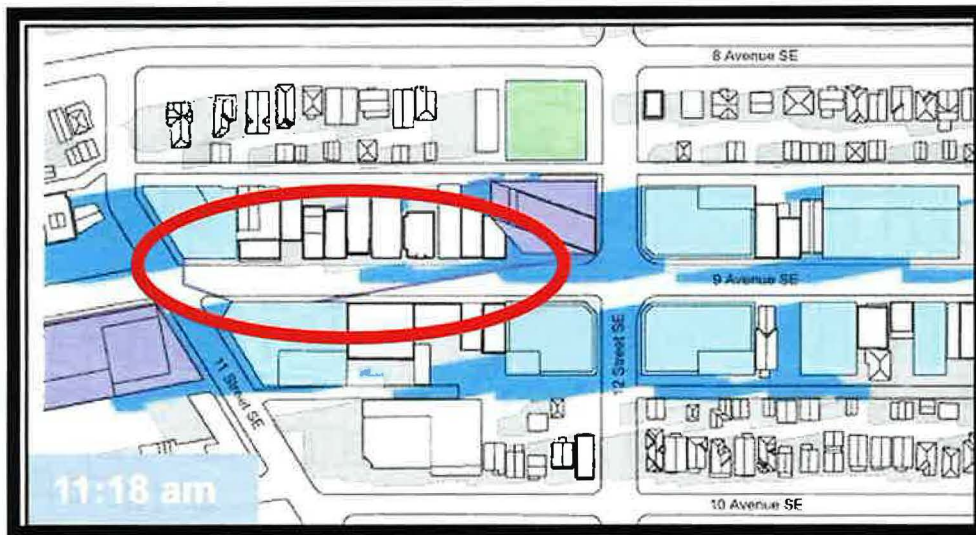 8 Avenue SE
9 Avenue SE
12 Street SE
11 Street SE
11:18 am
10 Avenue SE